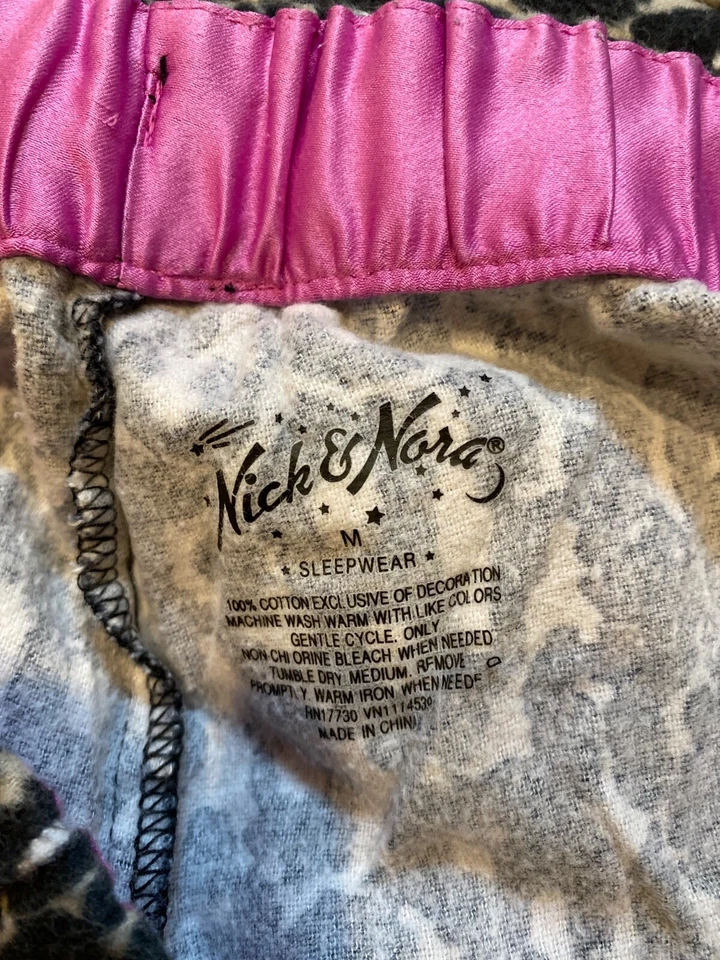 Nick & Nora®
M
SLEEPWEAR
100% COTTON EXCLUSIVE OF DECORATION
MACHINE WASH WARM WITH LIKE COLORS
GENTLE CYCLE. ONLY
NON-CHLORINE BLEACH WHEN NEEDED
TUMBLE DRY MEDIUM. REMOVE
PROMPTLY. WARM IRON WHEN NEEDED
RN17730
MADE IN CHINA